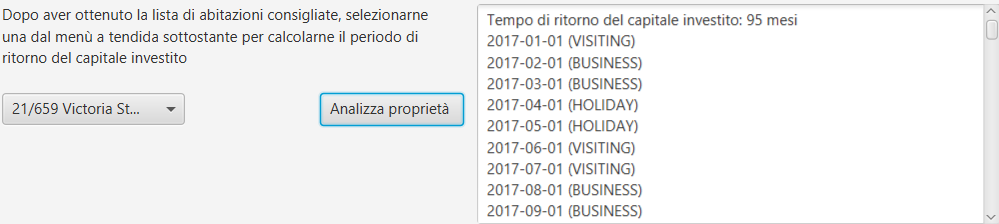 Dopo aver ottenuto la lista di abitazioni consigliate, selezionarne
una dal menù a tendida sottostante per calcolarne il periodo di
ritorno del capitale investito
21/659 Victoria St...
Analizza proprietà
Tempo di ritorno del capitale investito: 95 mesi
2017-01-01 (VISITING)
2017-02-01 (BUSINESS)
2017-03-01 (BUSINESS)
2017-04-01 (HOLIDAY)
2017-05-01 (HOLIDAY)
2017-06-01 (VISITING)
2017-07-01 (VISITING)
2017-08-01 (BUSINESS)
2017-09-01 (BUSINESS)